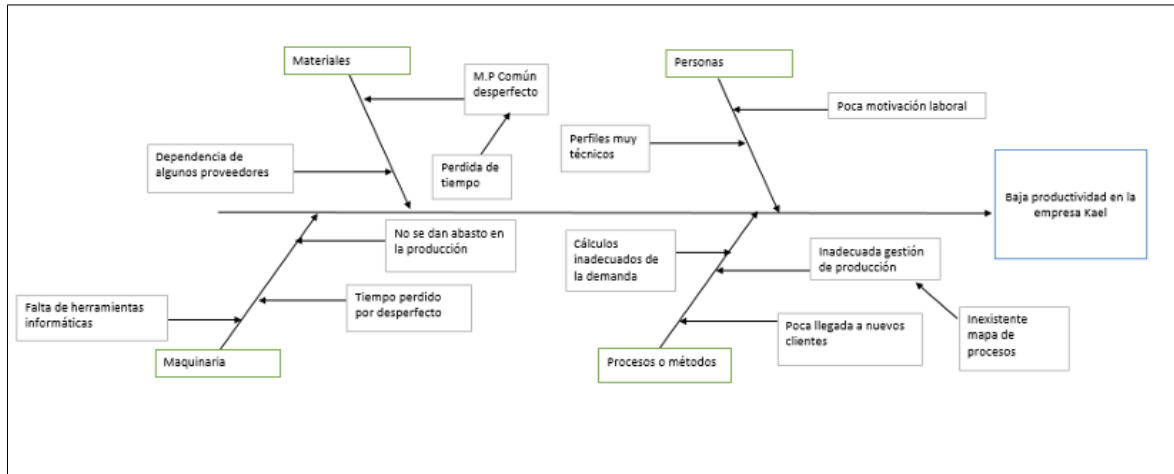 Materiales
M.P Común
desperfecto
Personas
Poca motivación laboral
Perfiles muy
técnicos
Dependencia de
algunos proveedores
Perdida de
tiempo
Baja productividad en la
empresa Kael
No se dan abasto en
la producción
Cálculos
inadecuados de
la demanda
Inadecuada gestión
de producción
Falta de herramientas
informáticas
Tiempo perdido
por desperfecto
Poca llegada a nuevos
clientes
Inexistente
mapa de
procesos
Maquinaria
Procesos o métodos